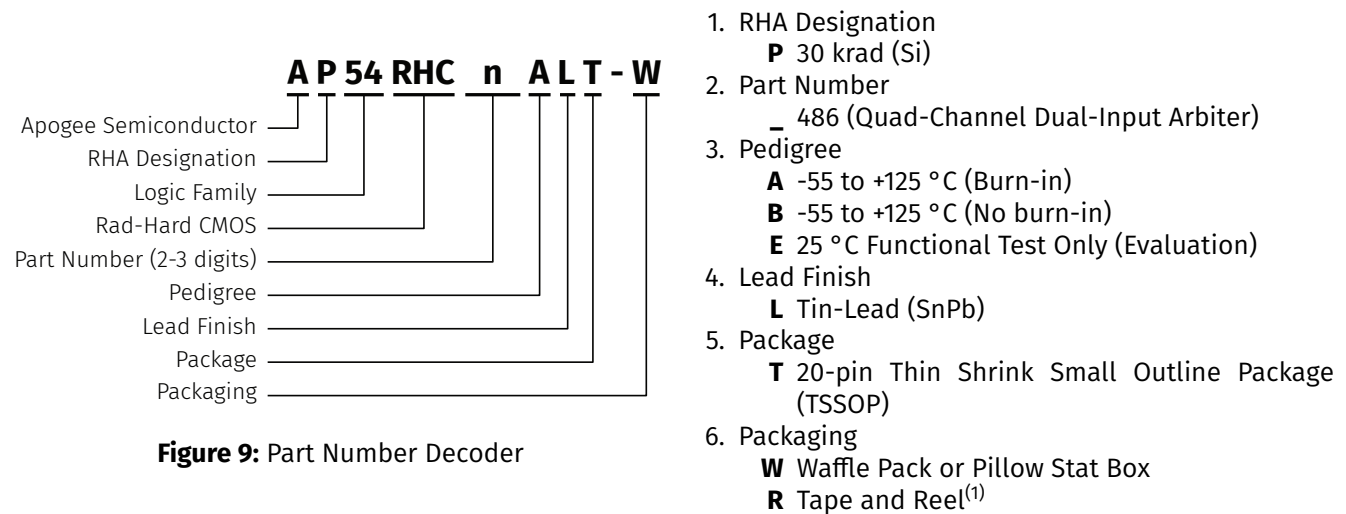 A P 54 RHC n A L T - W
Apogee Semiconductor
RHA Designation
Logic Family
Rad-Hard CMOS
Part Number (2-3 digits)
Pedigree
Lead Finish
Package
Packaging
Figure 9: Part Number Decoder
1. RHA Designation
P 30 krad (Si)
2. Part Number
_ 486 (Quad-Channel Dual-Input Arbiter)
3. Pedigree
A -55 to +125 °C (Burn-in)
B -55 to +125 °C (No burn-in)
E 25 °C Functional Test Only (Evaluation)
4. Lead Finish
L Tin-Lead (SnPb)
5. Package
T 20-pin Thin Shrink Small Outline Package
(TSSOP)
6. Packaging
W Waffle Pack or Pillow Stat Box
R Tape and Reel(1)